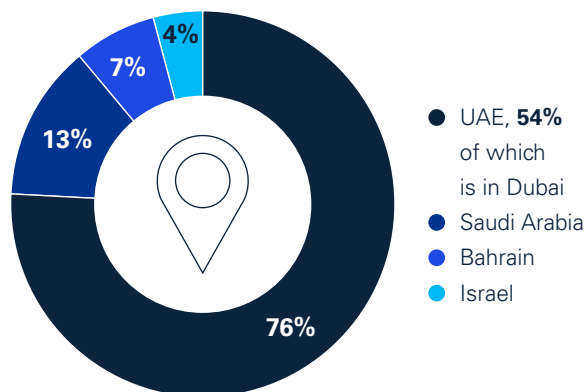 4%
7%
13%
76%
UAE, 54%
of which
is in Dubai
Saudi Arabia
Bahrain
Israel